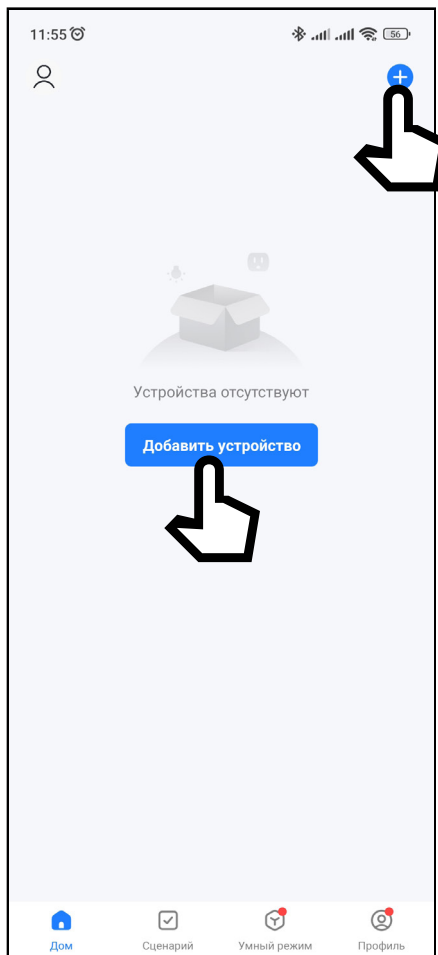 11:55
56
Устройства отсутствуют
Добавить устройство
Дом Сценарий Умный режим Профиль